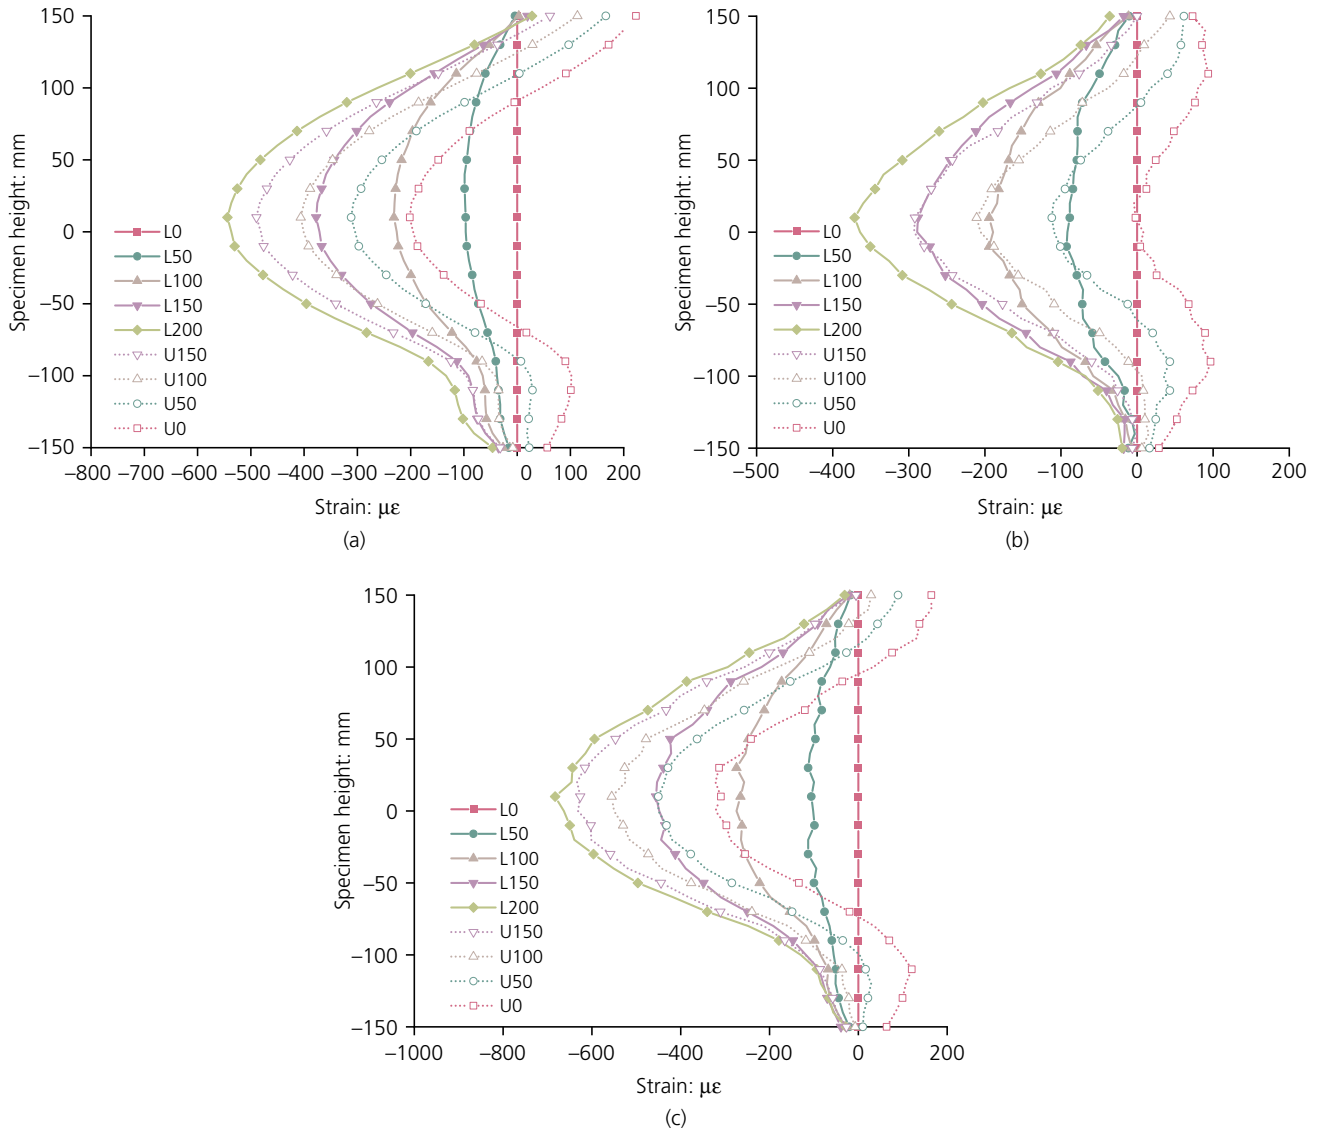 150
100
50
0
−50
−100
−150
Specimen height: mm
L0
L50
L100
L150
L200
U150
U100
U50
U0
−800 −700 −600 −500 −400 −300 −200 −100 0 100 200
Strain: με
(a)
150
100
50
0
−50
−100
−150
Specimen height: mm
L0
L50
L100
L150
L200
U150
U100
U50
U0
−500 −400 −300 −200 −100 0 100 200
Strain: με
(b)
150
100
50
0
−50
−100
−150
Specimen height: mm
L0
L50
L100
L150
L200
U150
U100
U50
U0
−1000 −800 −600 −400 −200 0 200
Strain: με
(c)